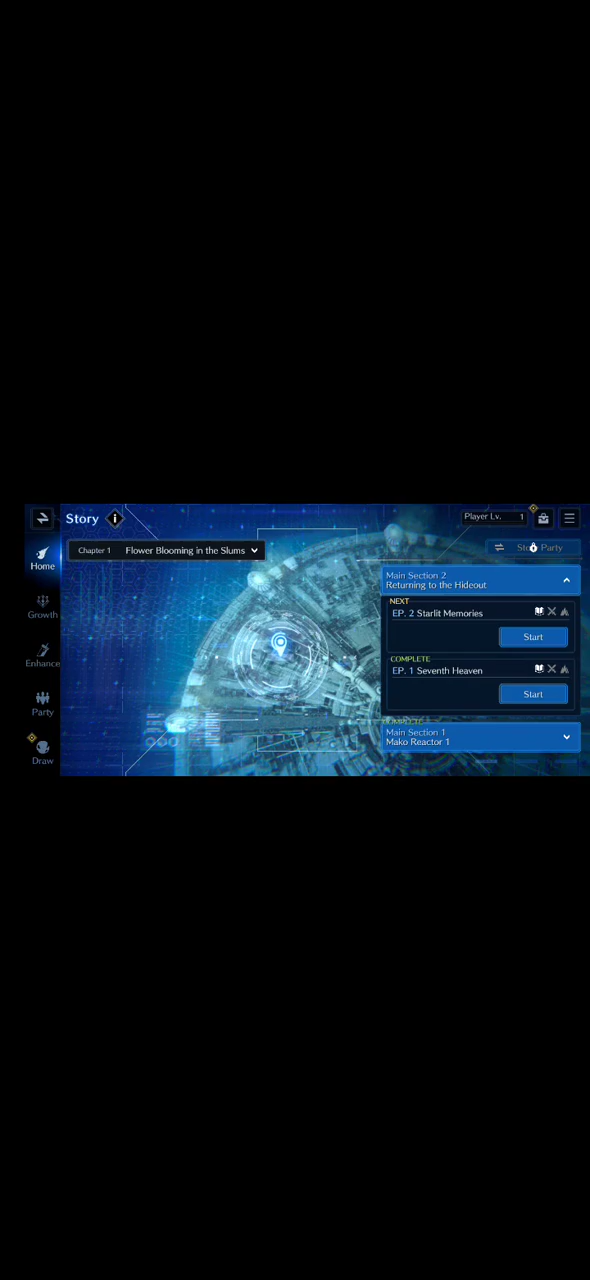 Story
Player Lv. 1
Chapter 1 Flower Blooming in the Slums
Story Party
Home
Growth
Enhance
Party
Draw
Main Section 2
Returning to the Hideout
NEXT
EP. 2 Starlit Memories
Start
COMPLETE
EP. 1 Seventh Heaven
Start
COMPLETE
Main Section 1
Mako Reactor 1